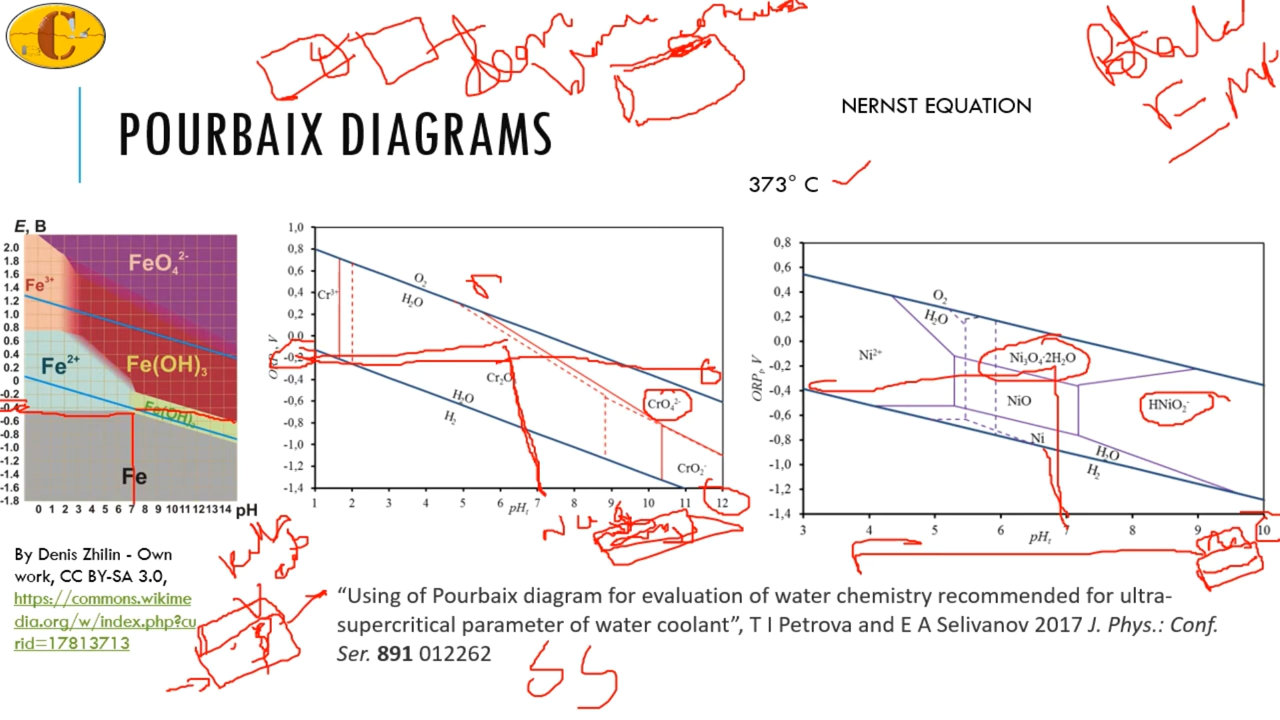 C
POURBAIX DIAGRAMS
NERNST EQUATION
373° C ✓
E, B
2.0
1.8
1.6
1.4
1.2
1.0
0.8
0.6
0.4
0.2
0
-0.2
-0.4
-0.6
-0.8
-1.0
-1.2
-1.4
-1.6
-1.8
FeO₄²⁻
Fe³⁺
Fe²⁺
Fe(OH)₃
Fe
0 1 2 3 4 5 6 7 8 9 10 11 12 13 14 pH
1,0
0,8
0,6
0,4
0,2
0,0
-0,2
-0,4
-0,6
-0,8
-1,0
-1,2
-1,4
O₂
H₂O
Cr³⁺
CrO₄²⁻
H₂O
H₂
CrO₂⁻
1 2 3 4 5 6 7 8 9 10 11 12
pHₜ
0,8
0,6
0,4
0,2
0,0
-0,2
-0,4
-0,6
-0,8
-1,0
-1,2
-1,4
ORPₜ, V
O₂
H₂O
Ni²⁺
Ni₃O₄·2H₂O
NiO
HNiO₂⁻
Ni
H₂O
H₂
3 4 5 6 7 8 9 10
pHₜ
By Denis Zhilin - Own
work, CC BY-SA 3.0,
https://commons.wikime
dia.org/w/index.php?cu
rid=17813713
“Using of Pourbaix diagram for evaluation of water chemistry recommended for ultra-
supercritical parameter of water coolant”, T I Petrova and E A Selivanov 2017 J. Phys.: Conf.
Ser. 891 012262
SS